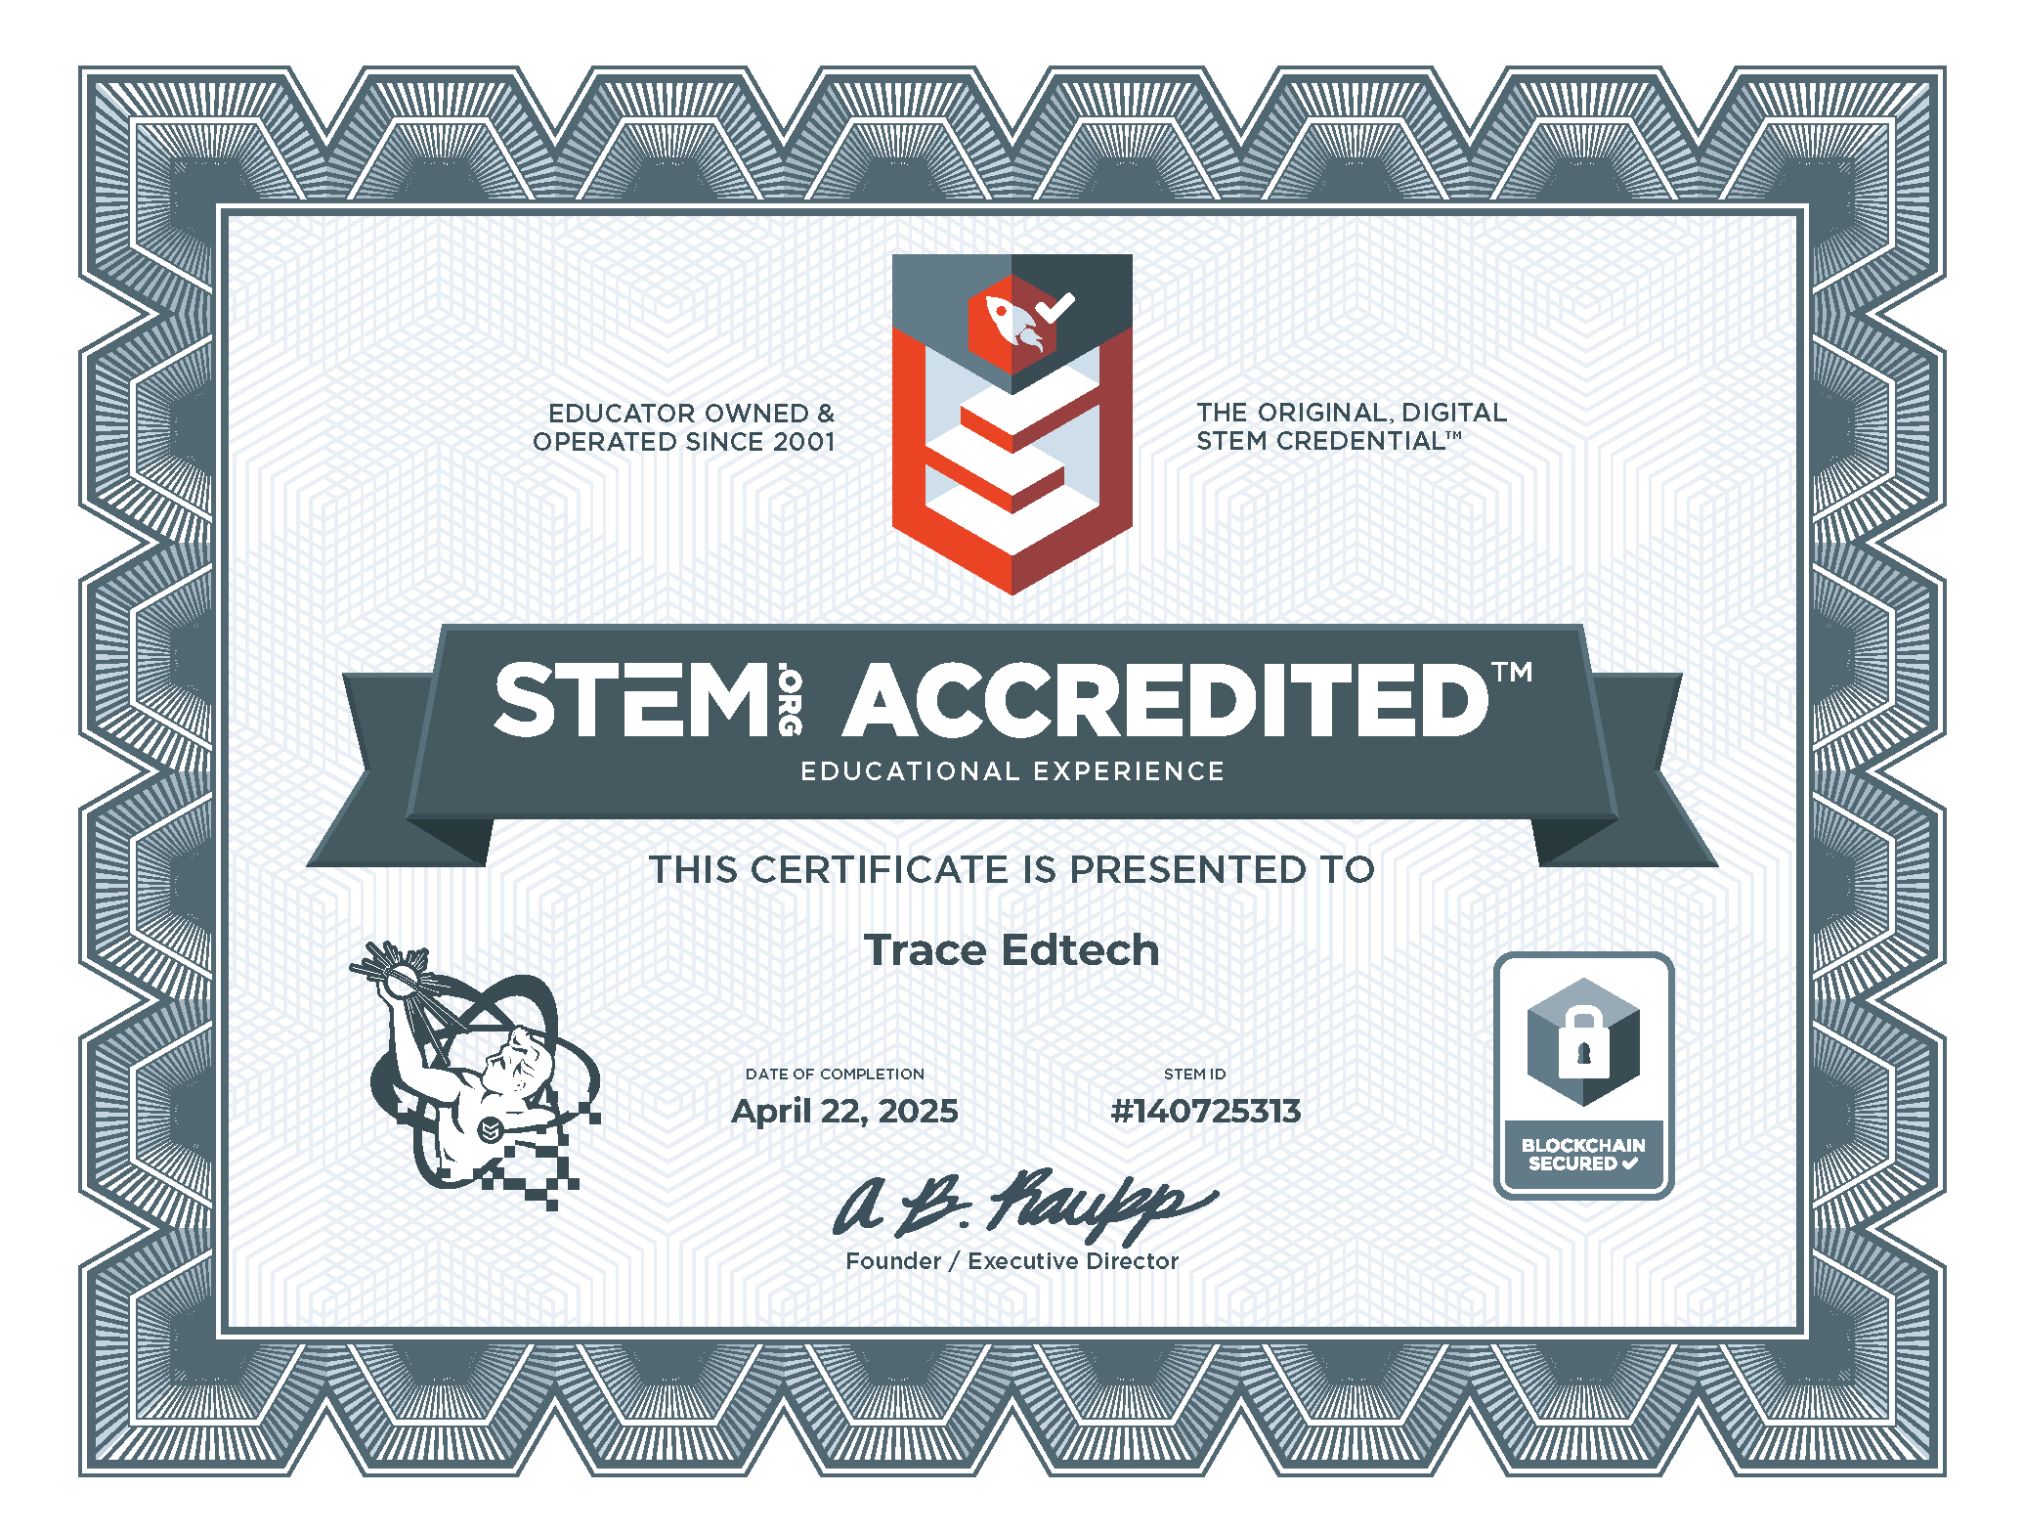 EDUCATOR OWNED &
OPERATED SINCE 2001
THE ORIGINAL, DIGITAL
STEM CREDENTIAL™
STEM.ORG ACCREDITED™
EDUCATIONAL EXPERIENCE
THIS CERTIFICATE IS PRESENTED TO
Trace Edtech
DATE OF COMPLETION
April 22, 2025
STEM ID
#140725313
BLOCKCHAIN
SECURED
A B. Raupp
Founder / Executive Director